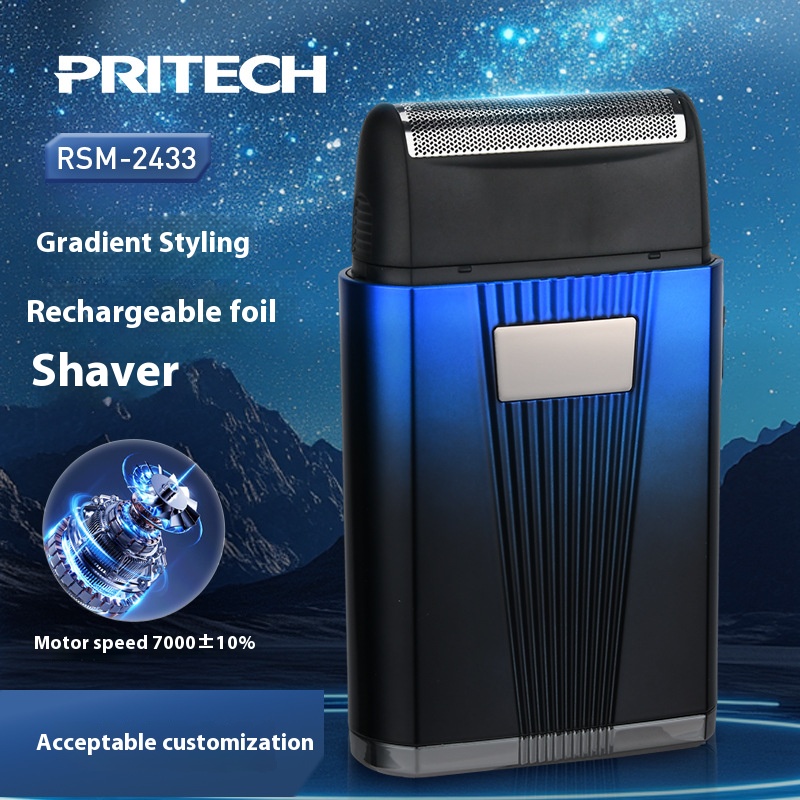 PRITECH
RSM-2433
Gradient Styling
Rechargeable foil
Shaver
Motor speed 7000±10%
Acceptable customization